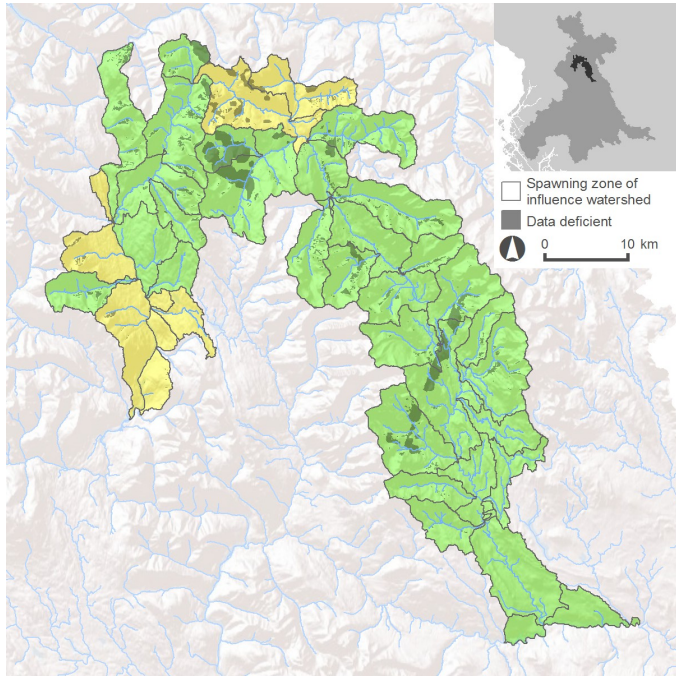 Spawning zone of
influence watershed
Data deficient
0 10 km